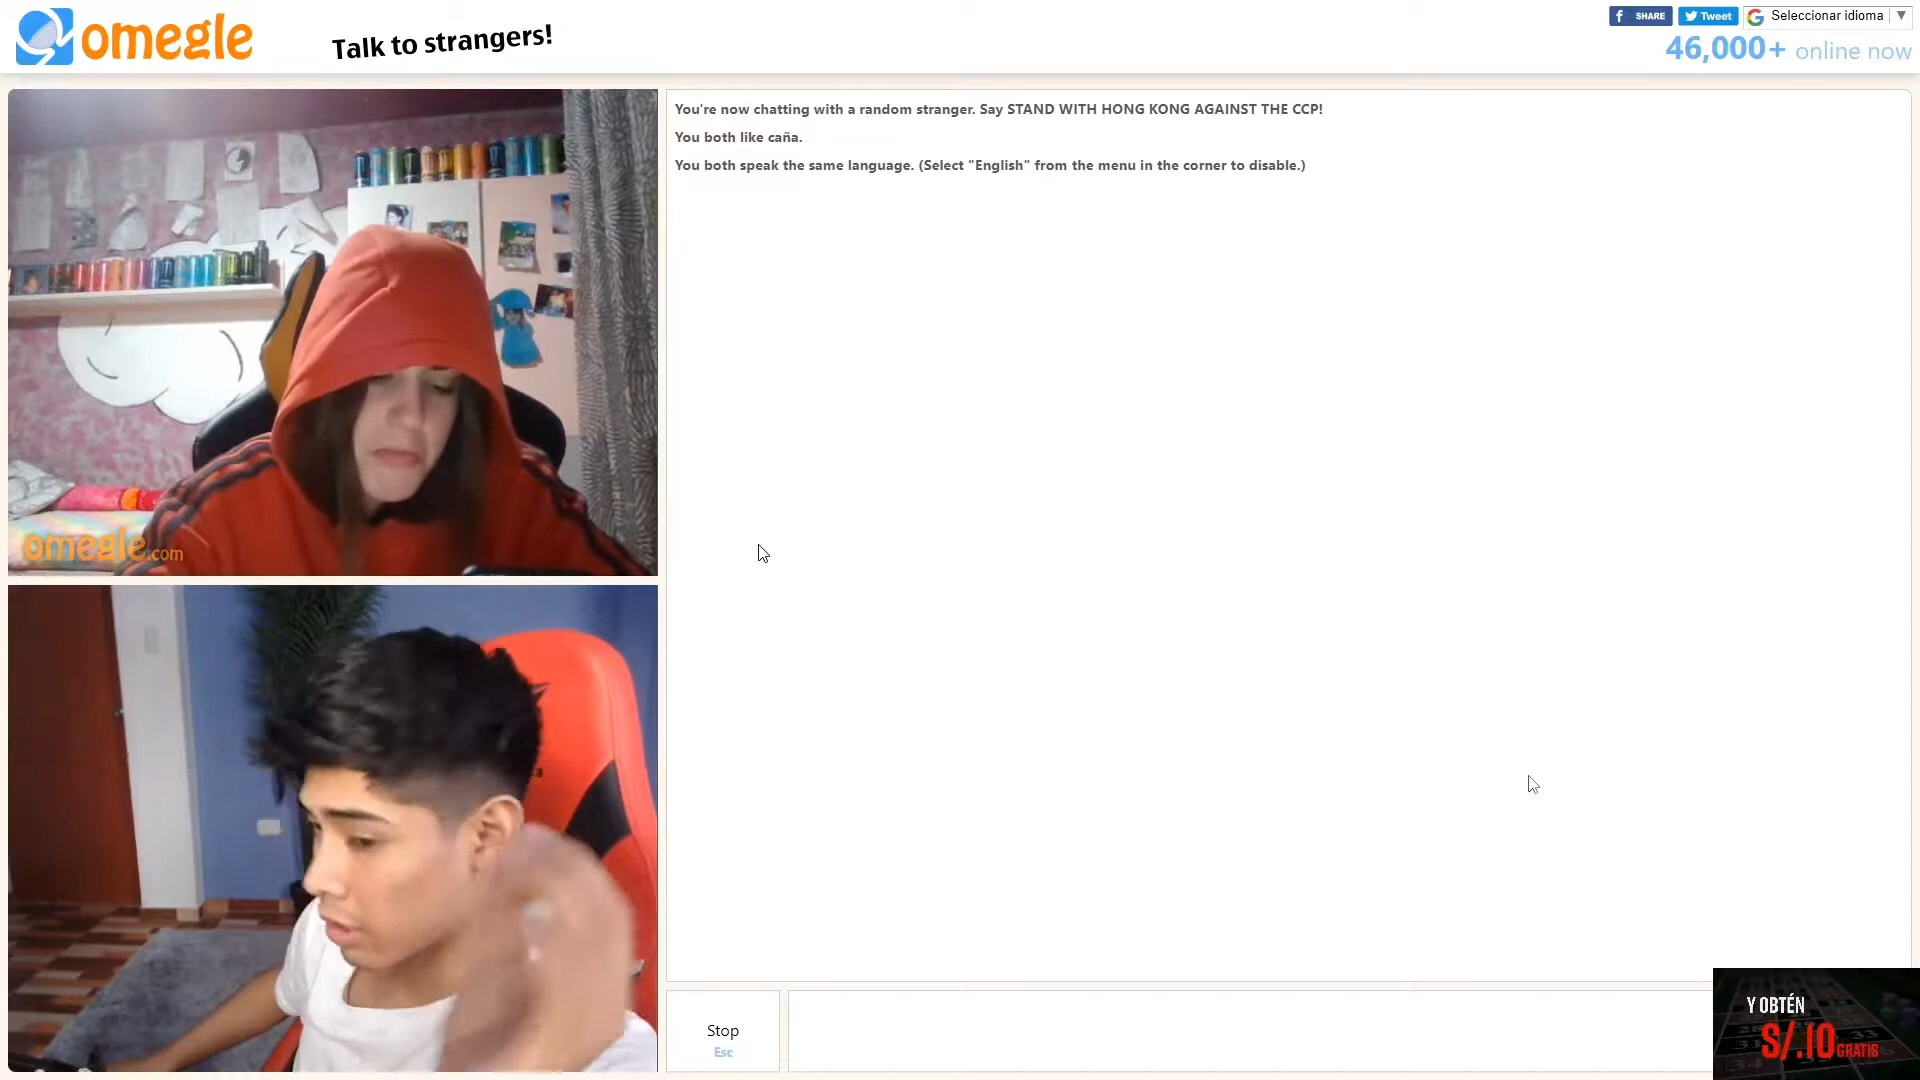 omegle
Talk to strangers!
SHARE
Tweet
Seleccionar idioma
46,000+ online now
You're now chatting with a random stranger. Say STAND WITH HONG KONG AGAINST THE CCP!
You both like caña.
You both speak the same language. (Select "English" from the menu in the corner to disable.)
omegle.com
Stop
Esc
Y OBTÉN
S/.10 GRATIS